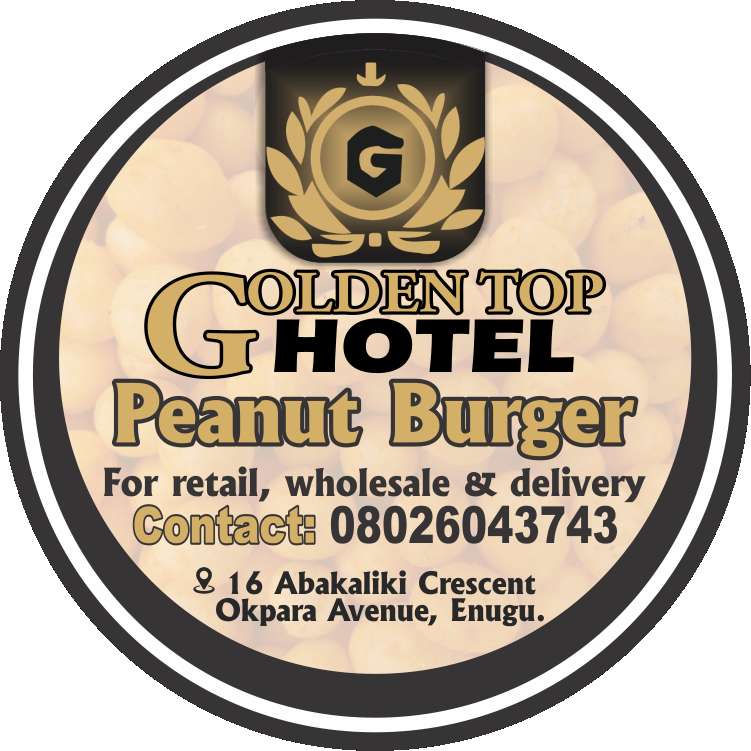 G
GOLDEN TOP
HOTEL
Peanut Burger
For retail, wholesale & delivery
Contact: 08026043743
16 Abakaliki Crescent
Okpara Avenue, Enugu.